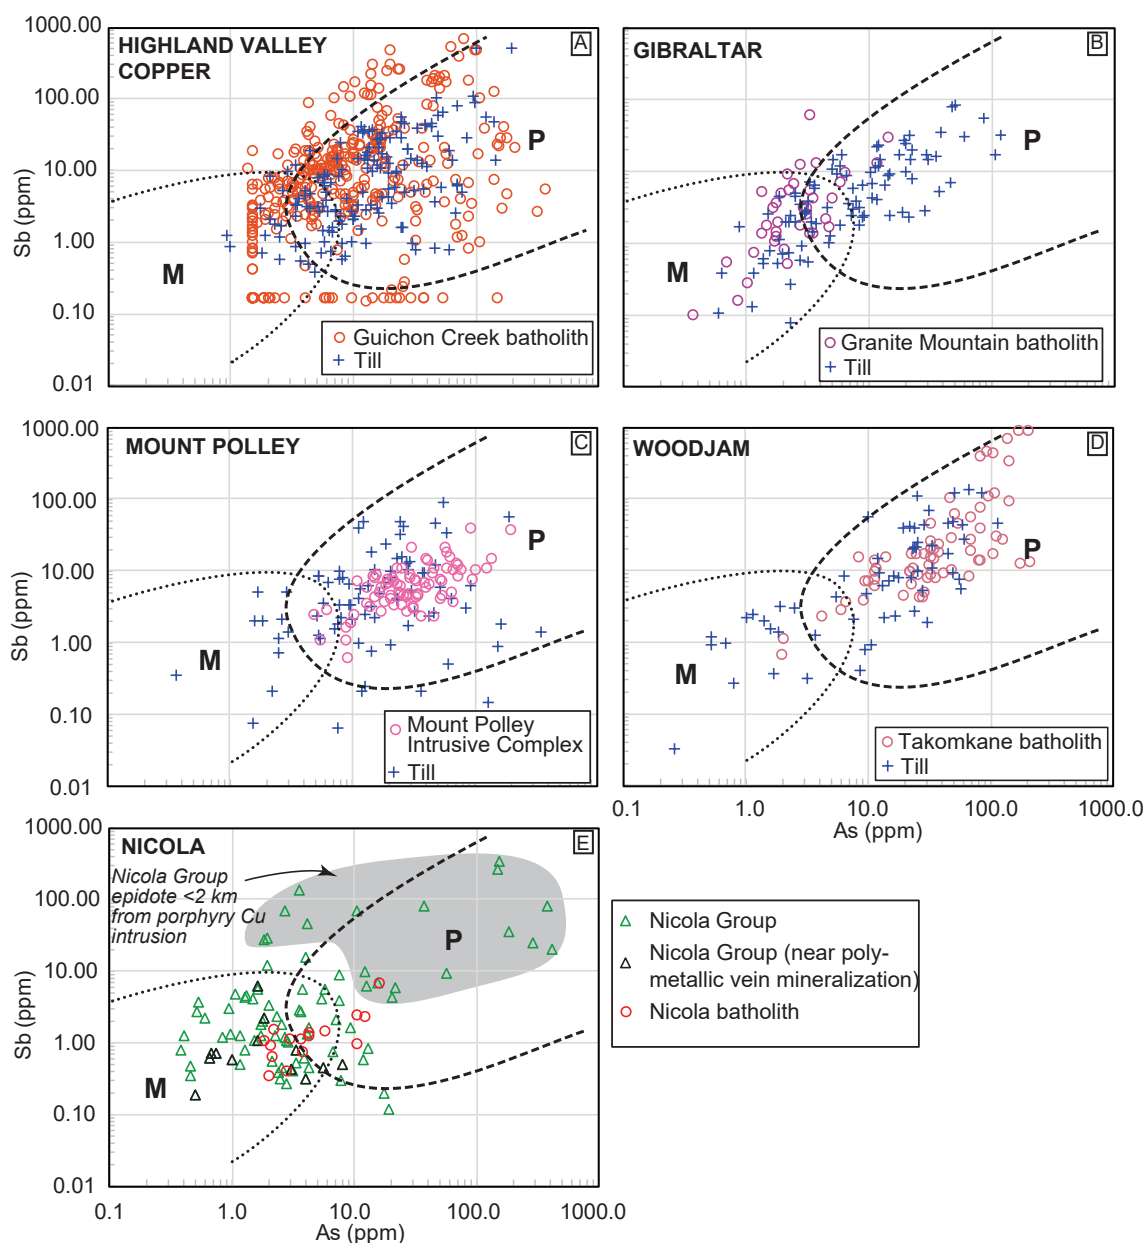 HIGHLAND VALLEY
COPPER
A
1000.00
100.00
10.00
1.00
0.10
0.01
Sb (ppm)
P
M
Guichon Creek batholith
Till
GIBRALTAR
B
P
M
Granite Mountain batholith
Till
MOUNT POLLEY
C
1000.00
100.00
10.00
1.00
0.10
0.01
Sb (ppm)
P
M
Mount Polley
Intrusive Complex
Till
WOODJAM
D
P
M
Takomkane batholith
Till
0.1
1.0
10.0
100.0
1000.0
As (ppm)
NICOLA
E
1000.00
100.00
10.00
1.00
0.10
0.01
Sb (ppm)
Nicola Group
epidote <2 km
from porphyry Cu
intrusion
P
M
0.1
1.0
10.0
100.0
1000.0
As (ppm)
Nicola Group
Nicola Group (near poly-
metallic vein mineralization)
Nicola batholith